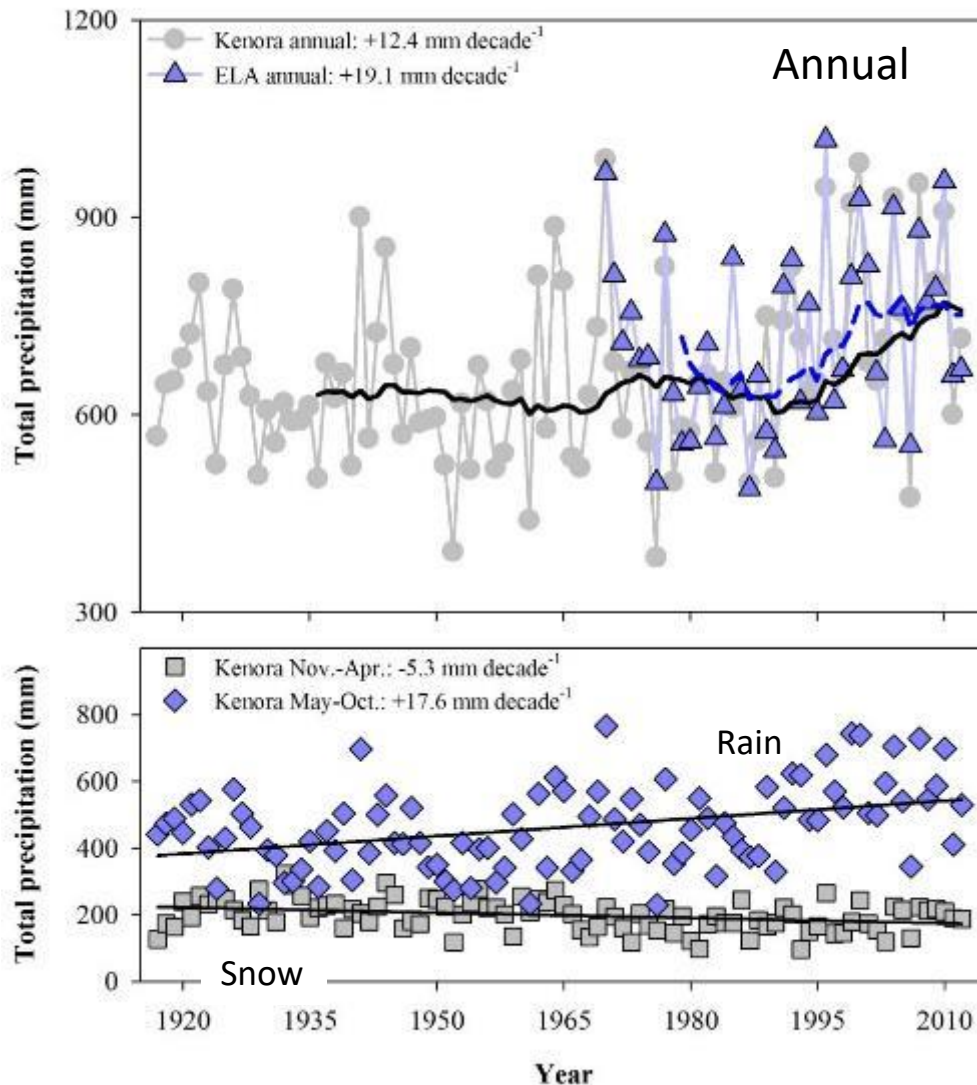 1200
Kenora annual: +12.4 mm decade⁻¹
ELA annual: +19.1 mm decade⁻¹
Annual
900
600
300
Total precipitation (mm)
Kenora Nov.-Apr.: -5.3 mm decade⁻¹
Kenora May-Oct.: +17.6 mm decade⁻¹
800
Rain
600
400
200
Snow
0
Total precipitation (mm)
1920 1935 1950 1965 1980 1995 2010
Year